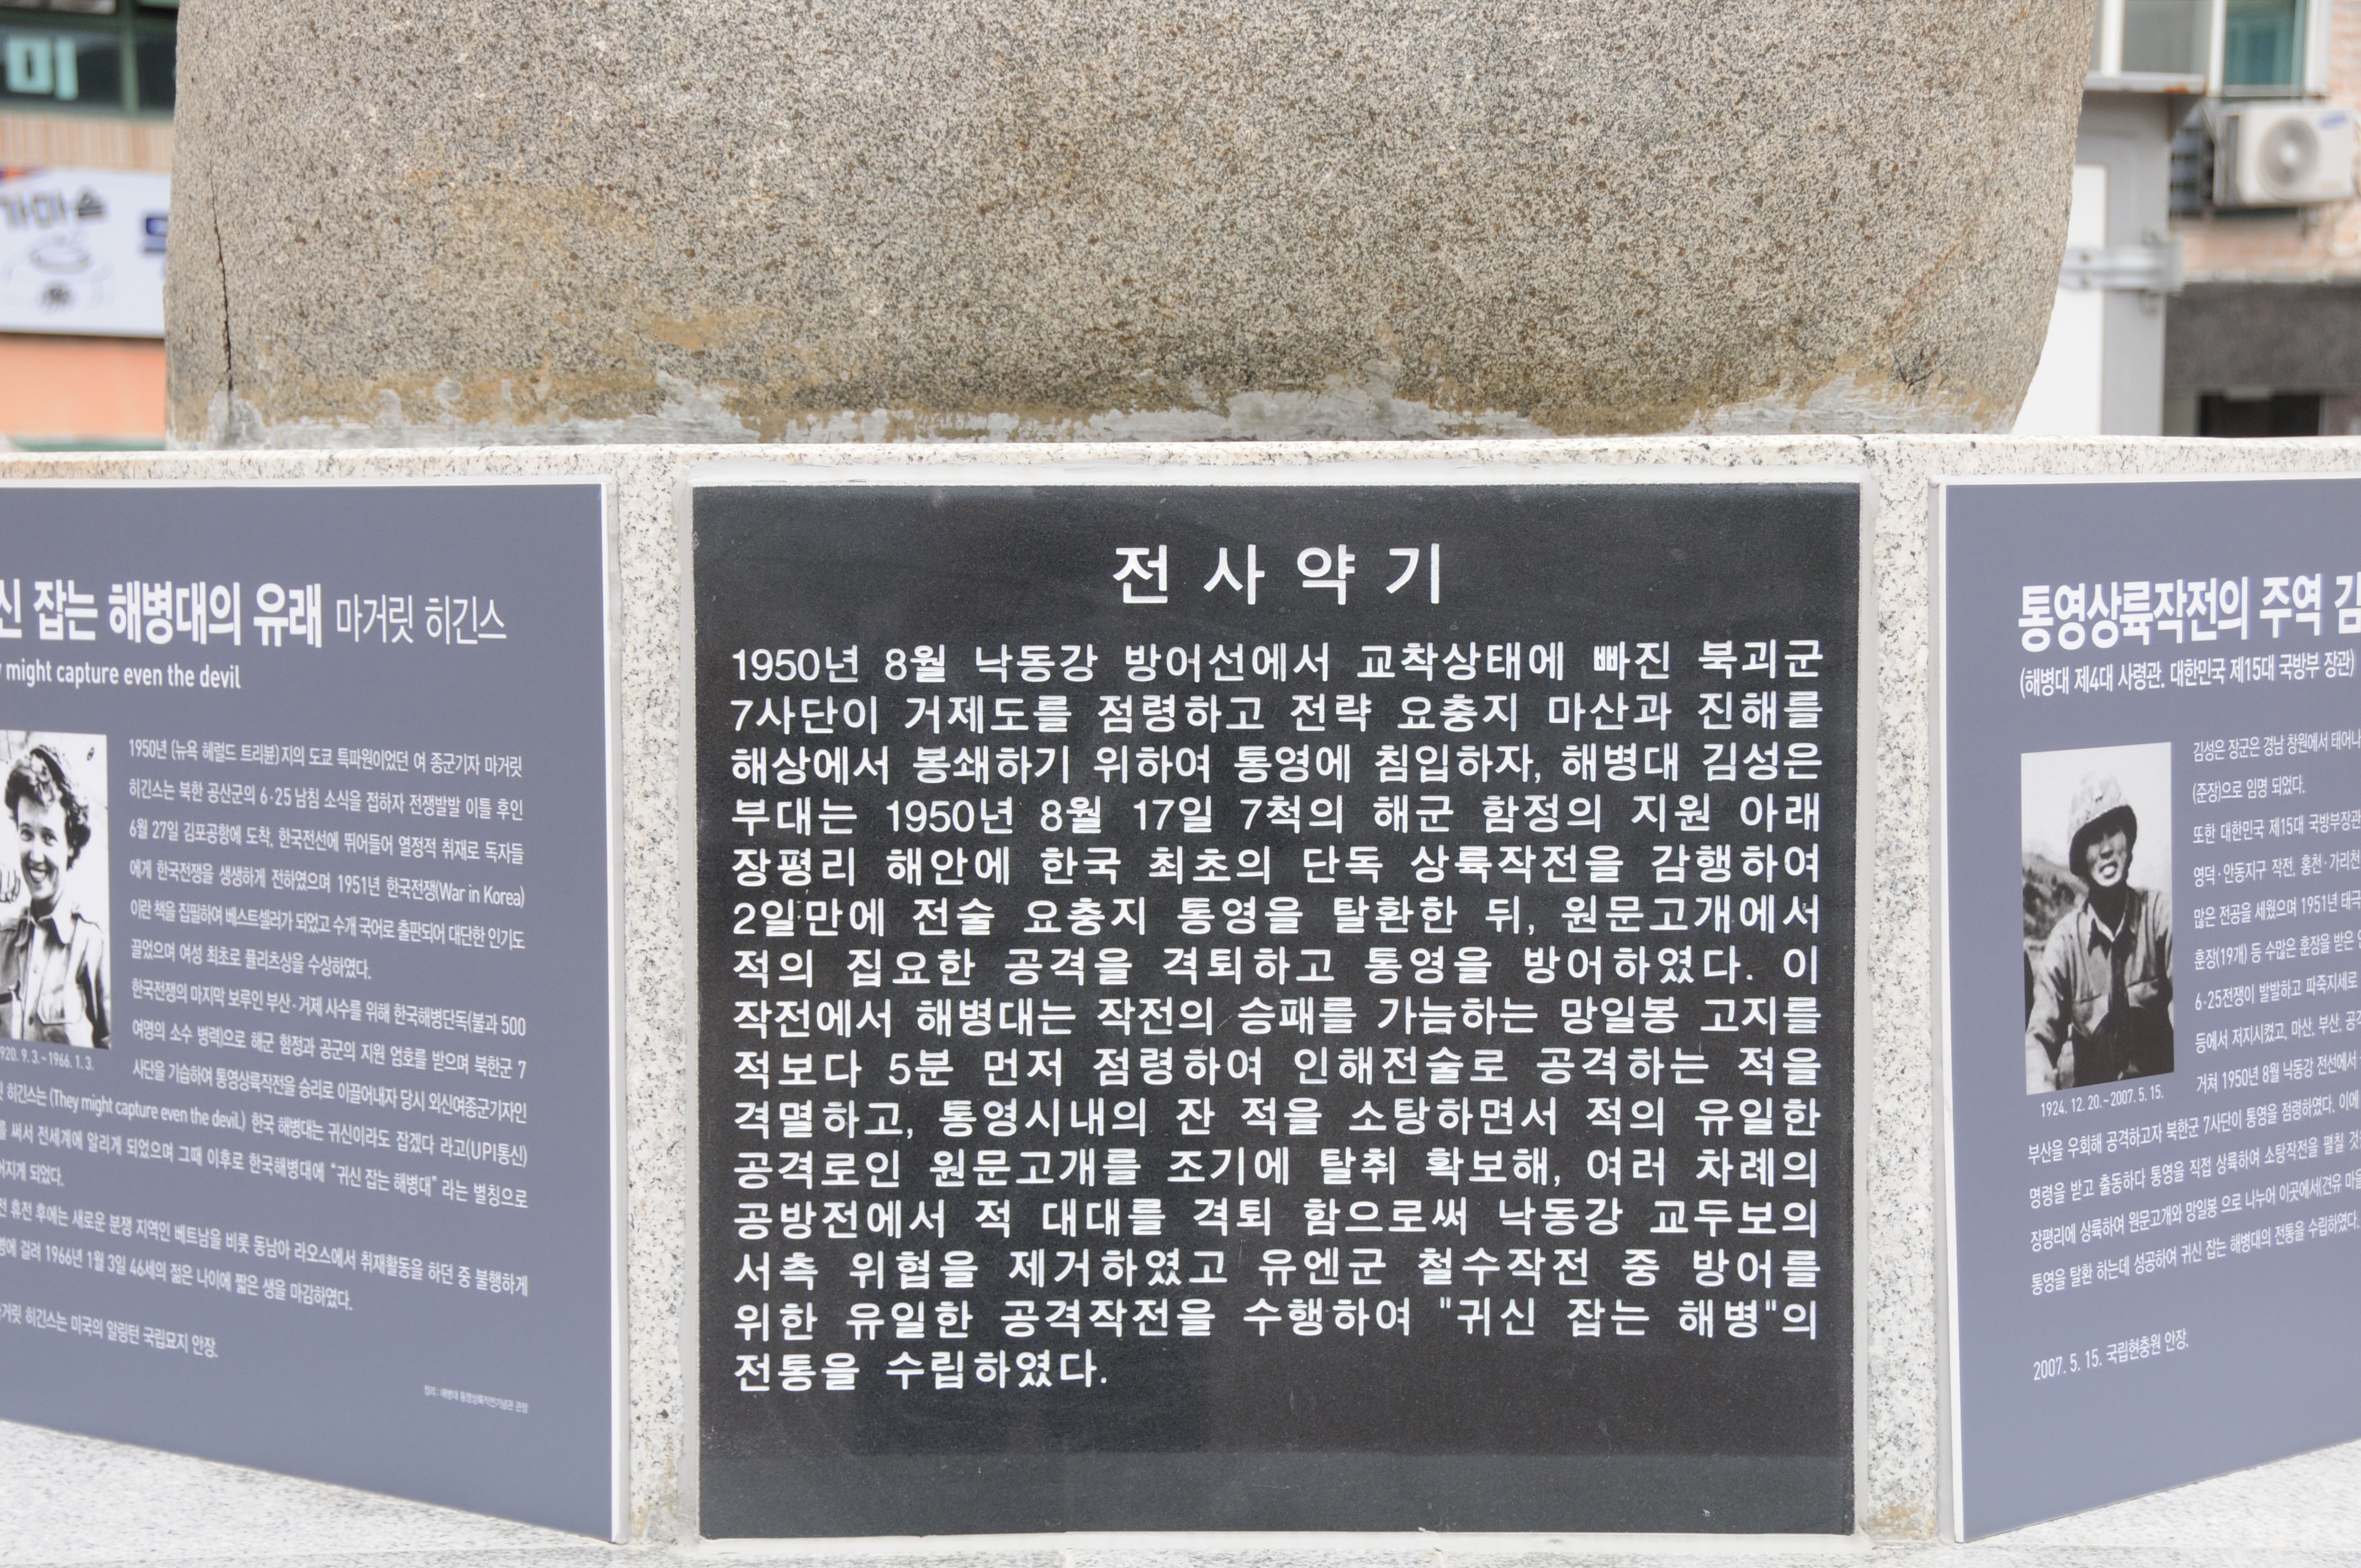 이
가마솥
신 잡는 해병대의 유래 마거릿 히긴스
might capture even the devil
1950년 (뉴욕 헤럴드 트리뷴)지의 도쿄 특파원이었던 여 종군기자 마거릿
히긴스는 북한 공산군의 6·25 남침 소식을 접하자 전쟁발발 이틀 후인
6월 27일 김포공항에 도착, 한국전선에 뛰어들어 열정적 취재로 독자들
에게 한국전쟁을 생생하게 전하였으며 1951년 한국전쟁(War in Korea)
이란 책을 집필하여 베스트셀러가 되었고 수개 국어로 출판되어 대단한 인기도
끌었으며 여성 최초로 퓰리츠상을 수상하였다.
한국전쟁의 마지막 보루인 부산·거제 사수를 위해 한국해병단독(불과 500
여명의 소수 병력)으로 해군 함정과 공군의 지원 엄호를 받으며 북한군 7
사단을 기습하여 통영상륙작전을 승리로 이끌어내자 당시 외신여종군기자인
920. 9. 3.~1966. 1. 3.
히긴스는 (They might capture even the devil.) 한국 해병대는 귀신이라도 잡겠다 라고(UPI통신)
를 써서 전세계에 알리게 되었으며 그때 이후로 한국해병대에 "귀신 잡는 해병대" 라는 별칭으로
어지게 되었다.
전 휴전 후에는 새로운 분쟁 지역인 베트남을 비롯 동남아 라오스에서 취재활동을 하던 중 불행하게
병에 걸려 1966년 1월 3일 46세의 젊은 나이에 짧은 생을 마감하였다.
거릿 히긴스는 미국의 알링턴 국립묘지 안장.
정리 : 해병대 통영상륙작전기념관 관장
전사약기
1950년 8월 낙동강 방어선에서 교착상태에 빠진 북괴군
7사단이 거제도를 점령하고 전략 요충지 마산과 진해를
해상에서 봉쇄하기 위하여 통영에 침입하자, 해병대 김성은
부대는 1950년 8월 17일 7척의 해군 함정의 지원 아래
장평리 해안에 한국 최초의 단독 상륙작전을 감행하여
2일만에 전술 요충지 통영을 탈환한 뒤, 원문고개에서
적의 집요한 공격을 격퇴하고 통영을 방어하였다. 이
작전에서 해병대는 작전의 승패를 가늠하는 망일봉 고지를
적보다 5분 먼저 점령하여 인해전술로 공격하는 적을
격멸하고, 통영시내의 잔 적을 소탕하면서 적의 유일한
공격로인 원문고개를 조기에 탈취 확보해, 여러 차례의
공방전에서 적 대대를 격퇴 함으로써 낙동강 교두보의
서측 위협을 제거하였고 유엔군 철수작전 중 방어를
위한 유일한 공격작전을 수행하여 "귀신 잡는 해병"의
전통을 수립하였다.
통영상륙작전의 주역 김
(해병대 제4대 사령관. 대한민국 제15대 국방부 장관)
김성은 장군은 경남 창원에서 태어나
(준장)으로 임명 되었다.
또한 대한민국 제15대 국방부장관
영덕·안동지구 작전, 홍천·가리천
많은 전공을 세웠으며 1951년 태극
훈장(19개) 등 수많은 훈장을 받은
6·25전쟁이 발발하고 파죽지세로
등에서 저지시켰고, 마산, 부산, 공격
거쳐 1950년 8월 낙동강 전선에서
1924. 12. 20.~2007. 5. 15.
부산을 우회해 공격하고자 북한군 7사단이 통영을 점령하였다. 이에
명령을 받고 출동하다 통영을 직접 상륙하여 소탕작전을 펼칠 것
장평리에 상륙하여 원문고개와 망일봉 으로 나누어 이곳에서(견유 마을
통영을 탈환 하는데 성공하여 귀신 잡는 해병대의 전통을 수립하였다.
2007. 5. 15. 국립현충원 안장.